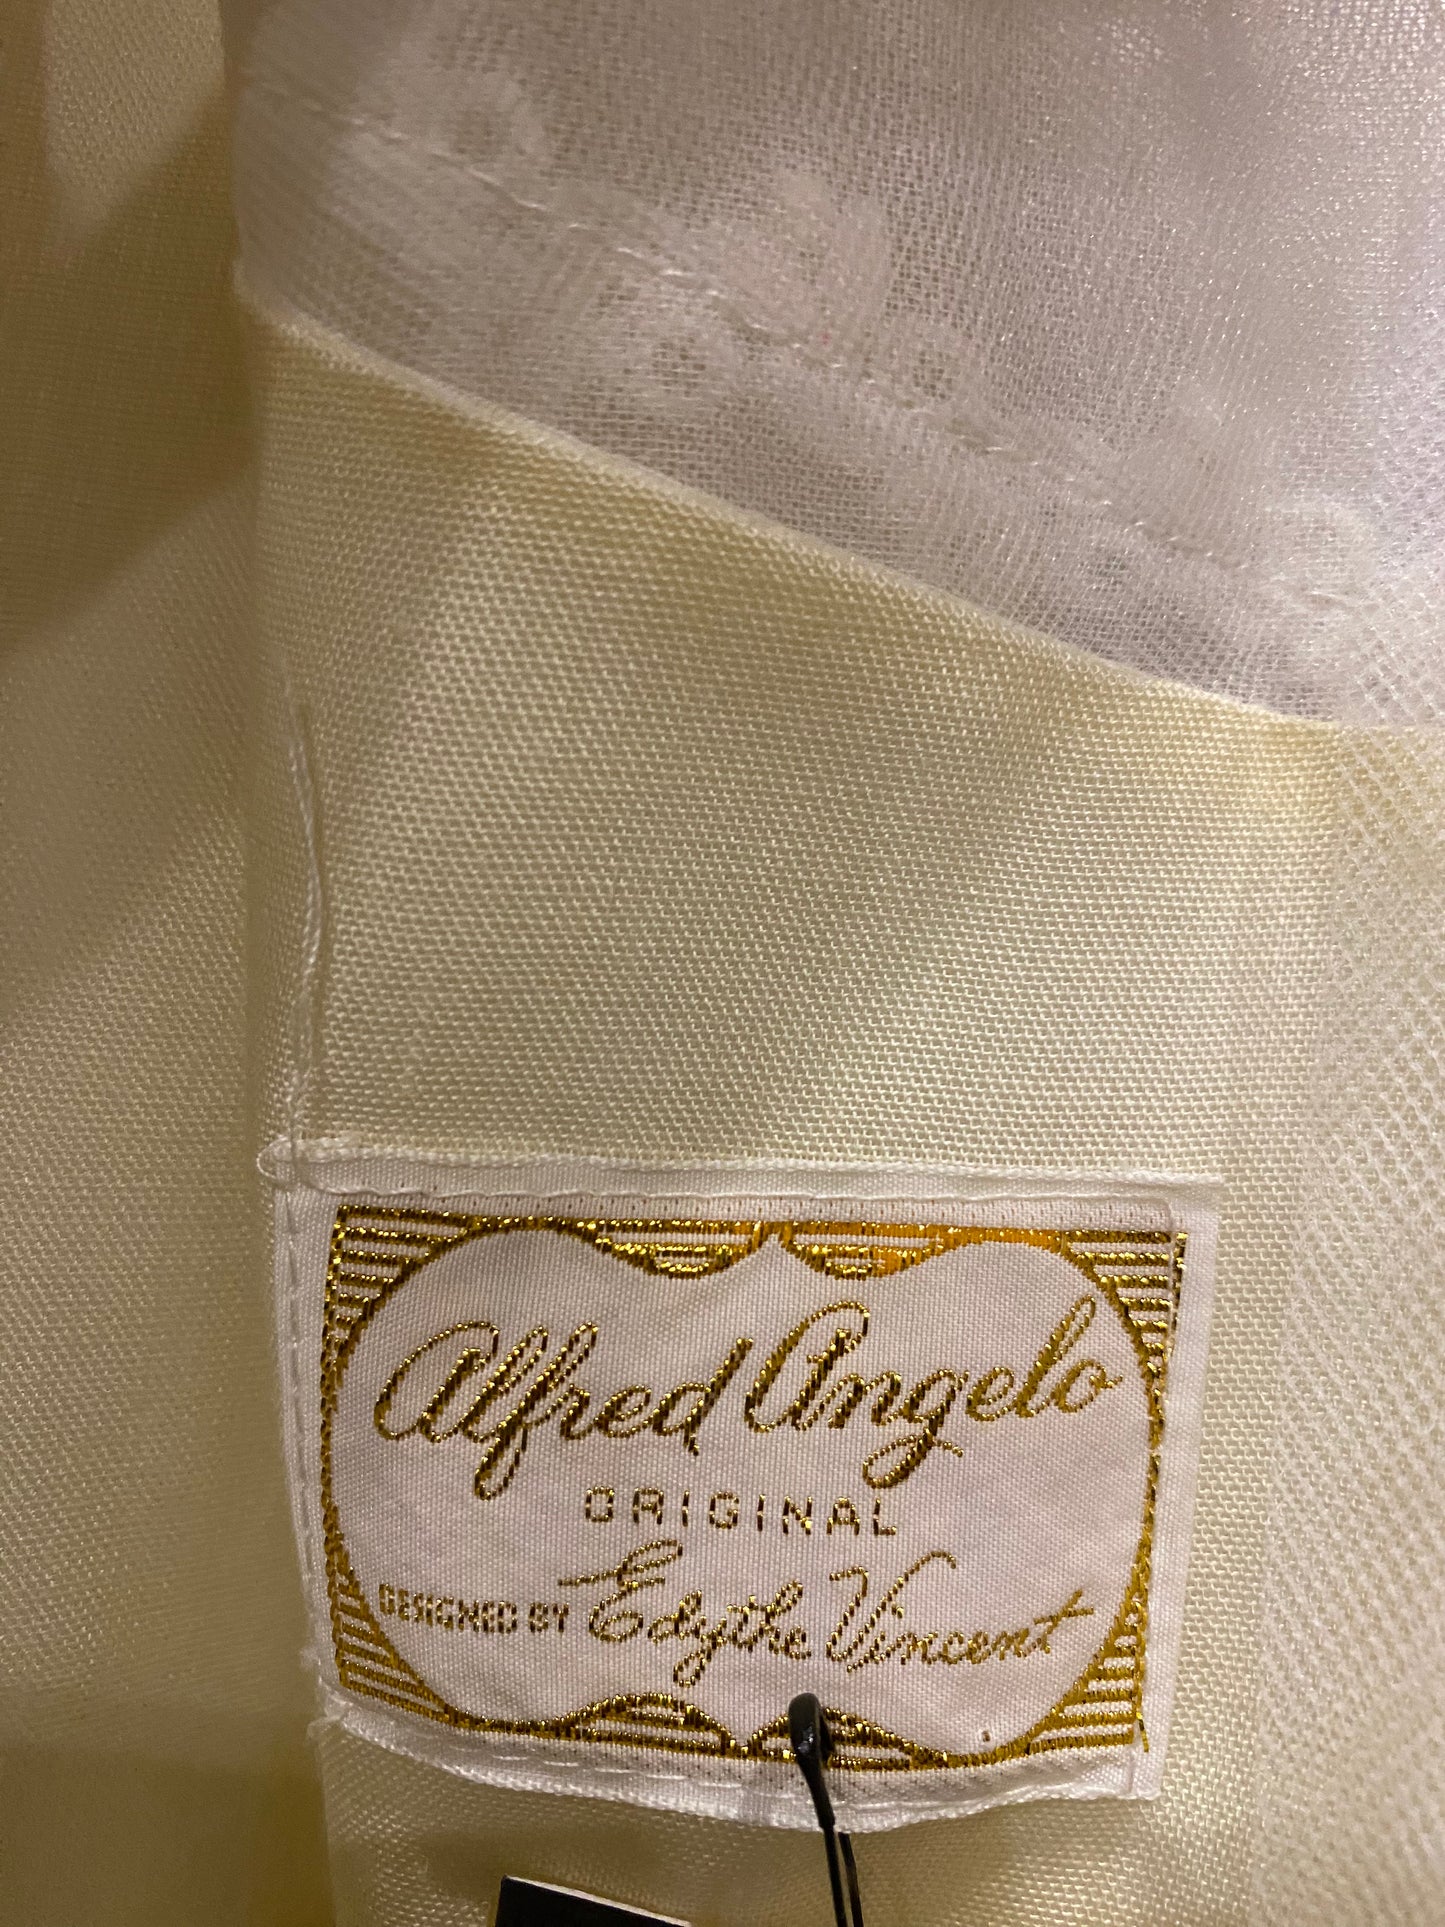 Alfred Angelo
ORIGINAL
DESIGNED BY Edythe Vincent